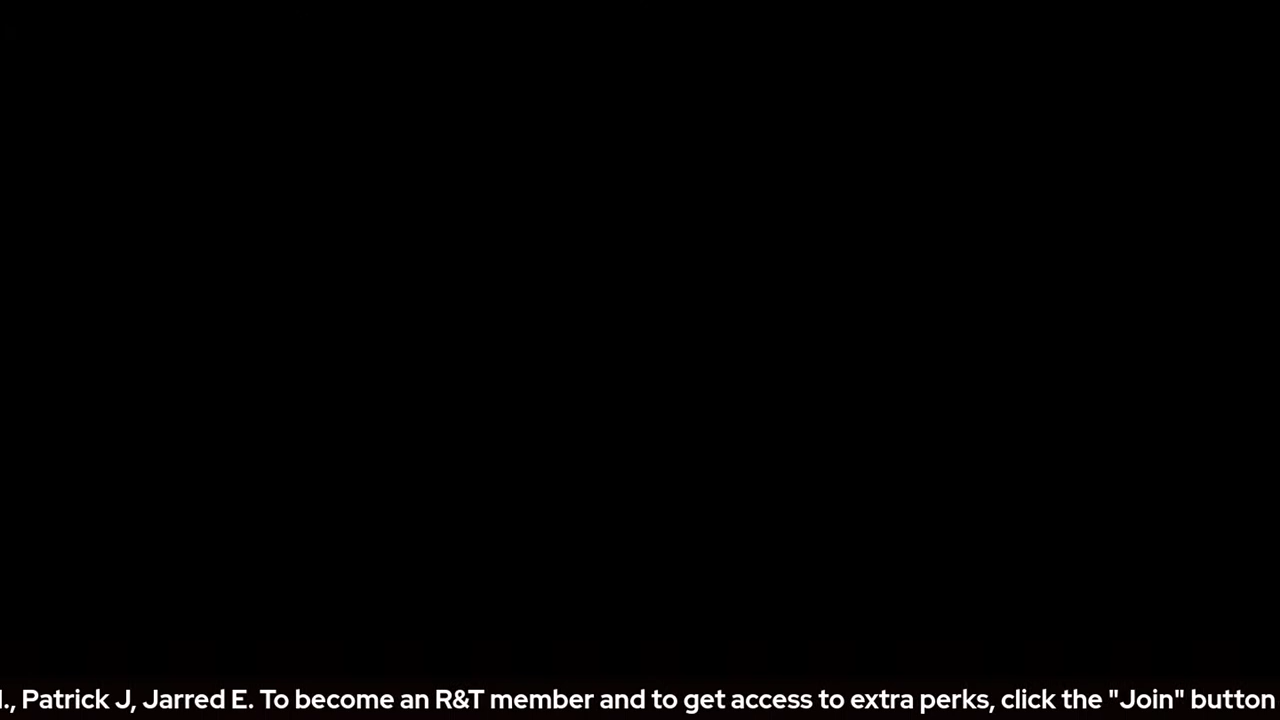 ., Patrick J, Jarred E. To become an R&T member and to get access to extra perks, click the "Join" button